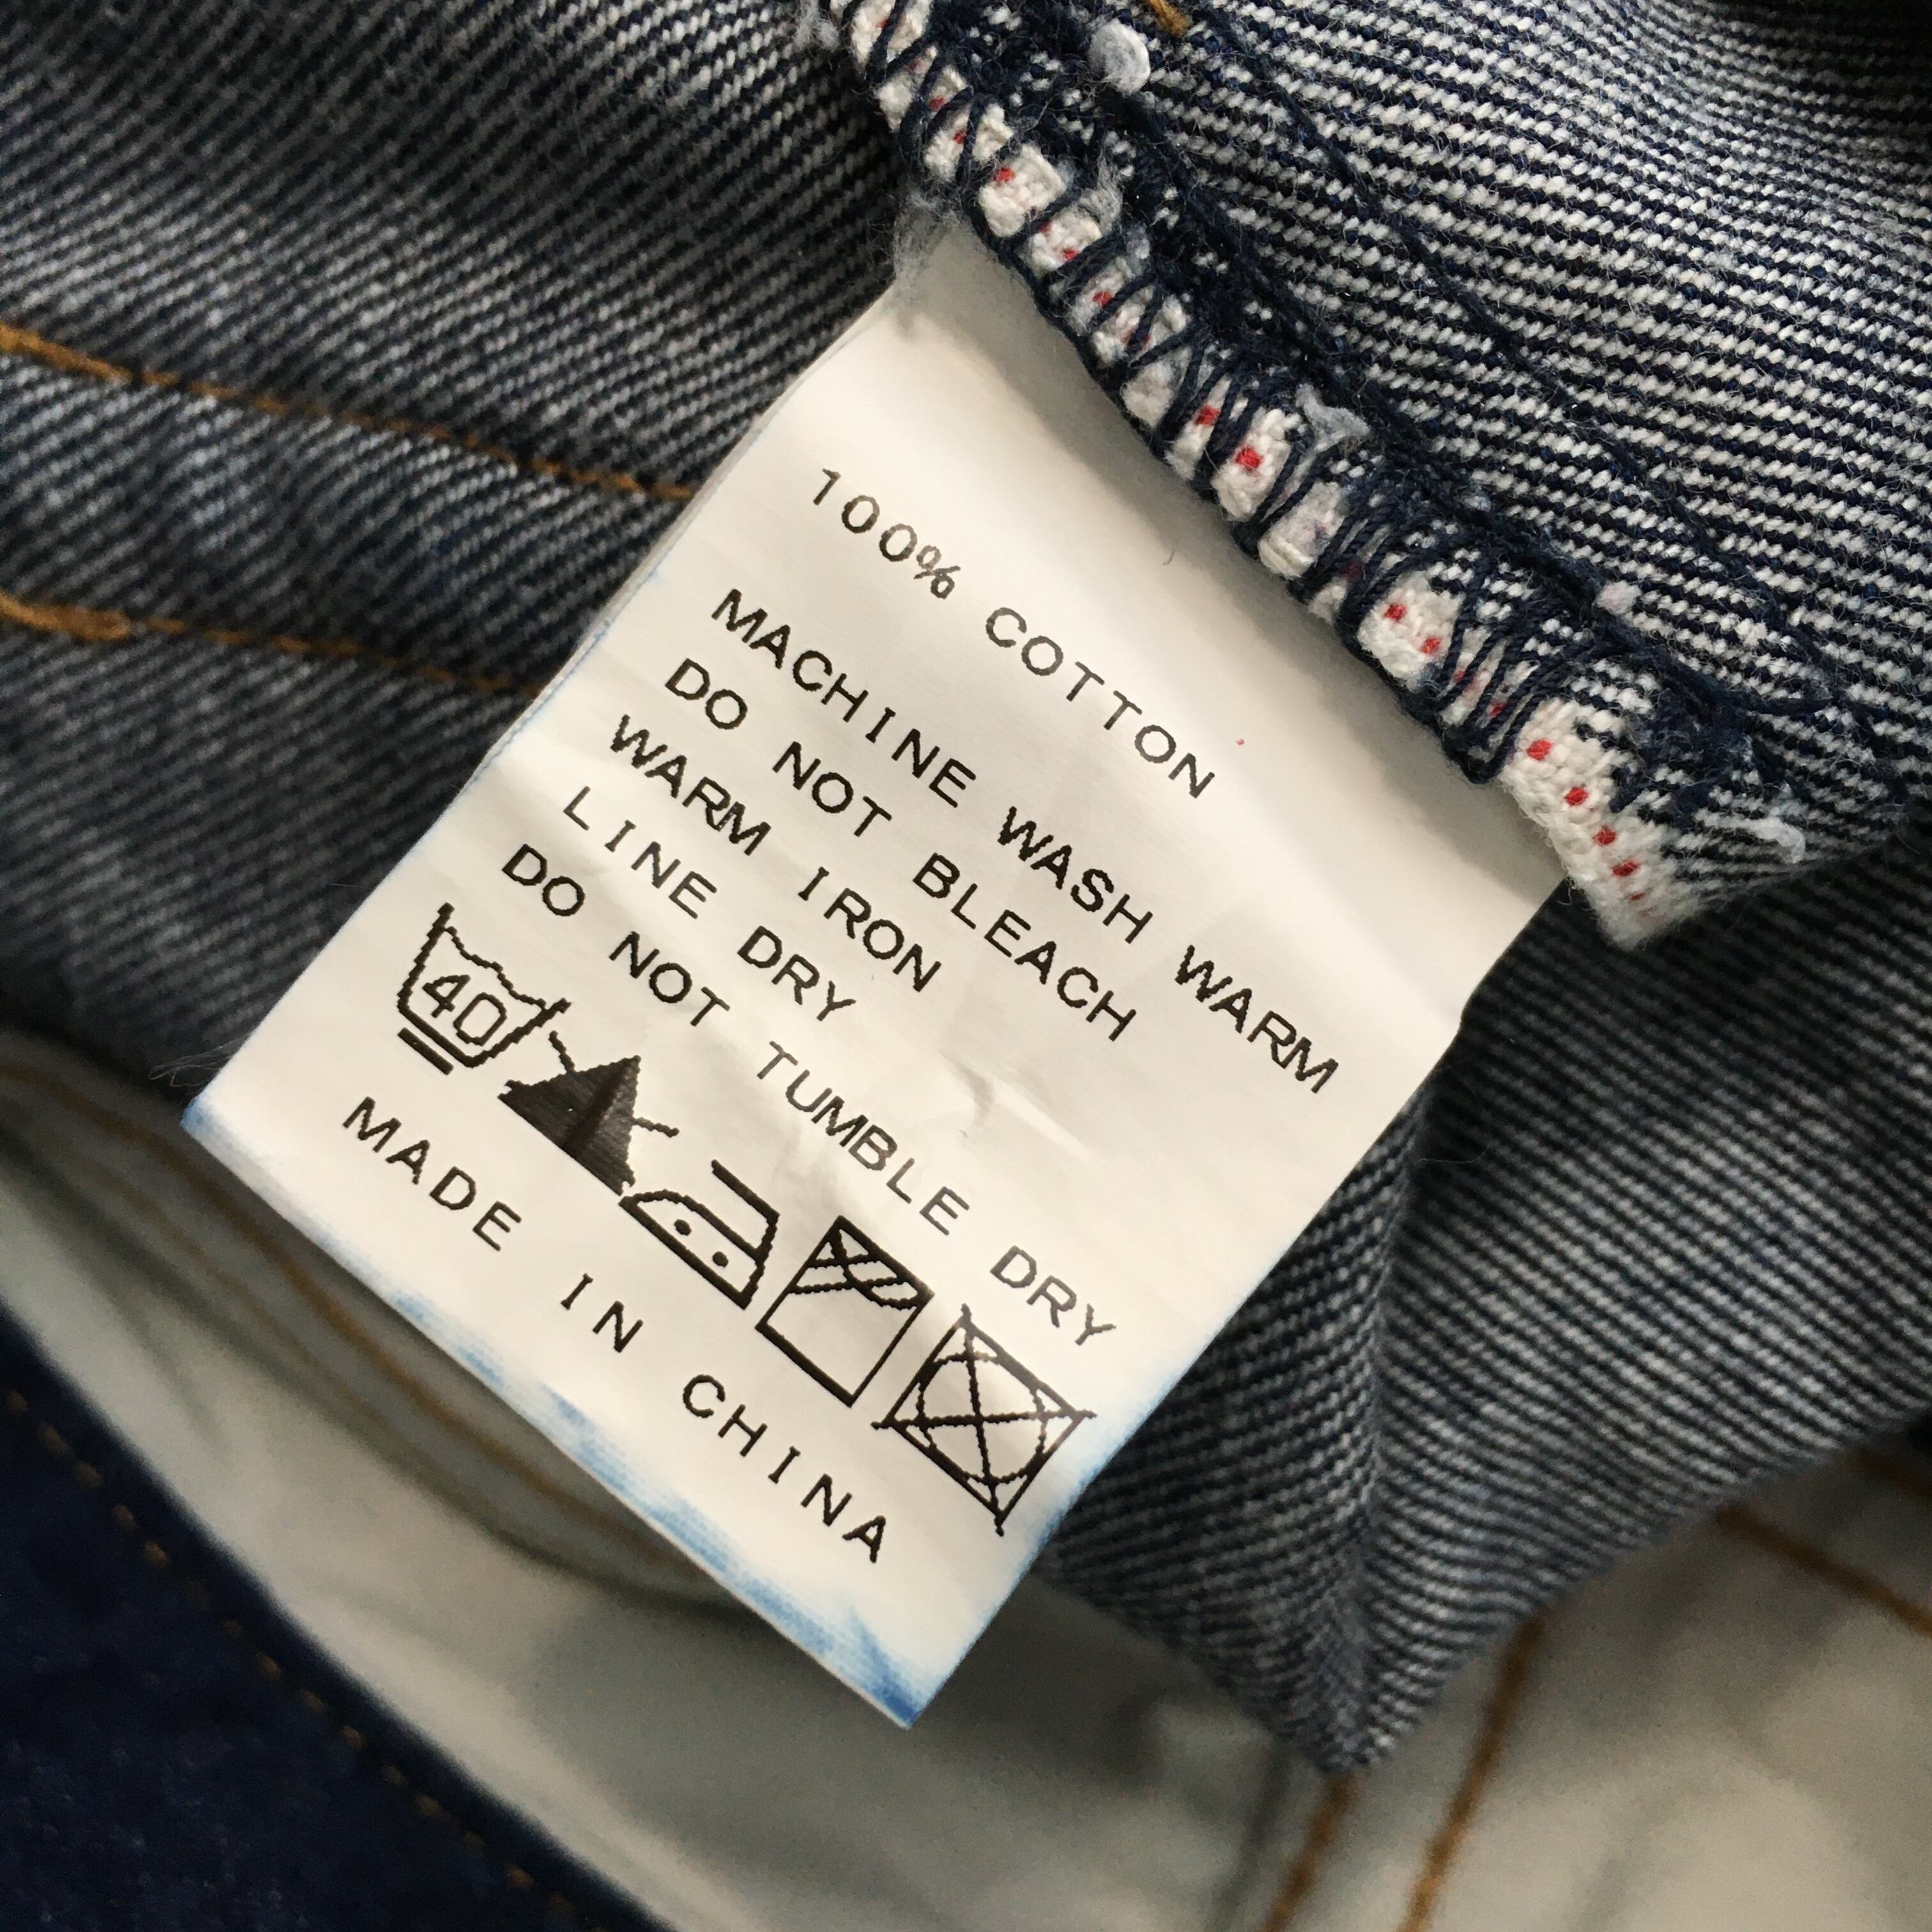 100% COTTON
MACHINE WASH WARM
DO NOT BLEACH
WARM IRON
LINE DRY
DO NOT TUMBLE DRY
40
MADE IN CHINA